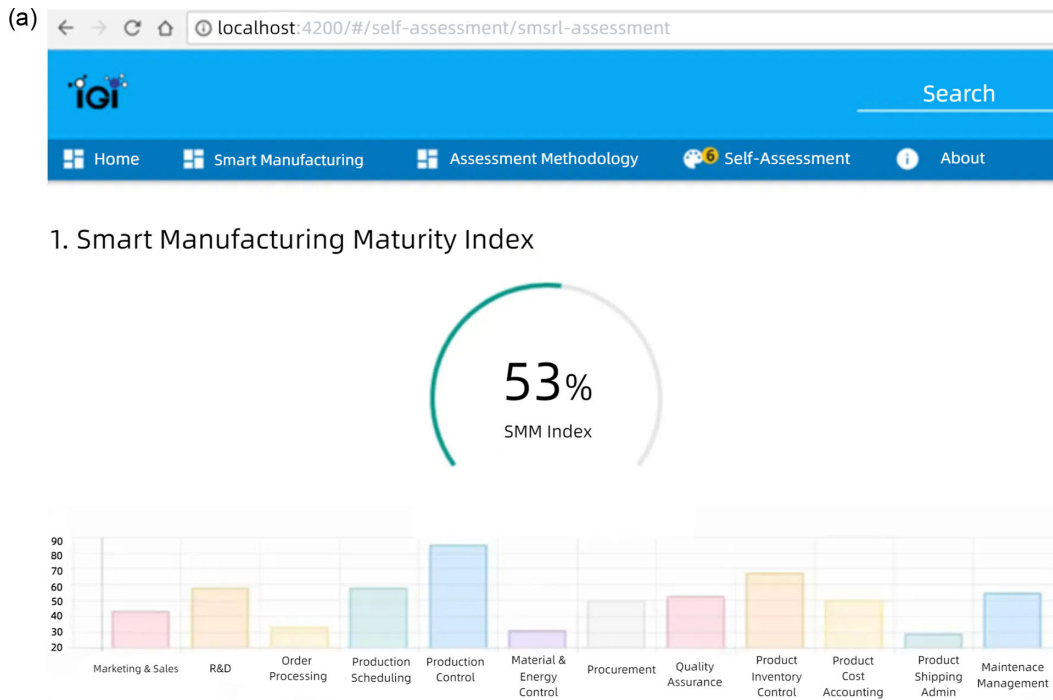 (a)
localhost:4200/#/self-assessment/smsrl-assessment
iGi
Search
Home
Smart Manufacturing
Assessment Methodology
6
Self-Assessment
About
1. Smart Manufacturing Maturity Index
53%
SMM Index
90
80
70
60
50
40
30
20
Marketing & Sales
R&D
Order
Processing
Production
Scheduling
Production
Control
Material &
Energy
Control
Procurement
Quality
Assurance
Product
Inventory
Control
Product
Cost
Accounting
Product
Shipping
Admin
Maintenace
Management